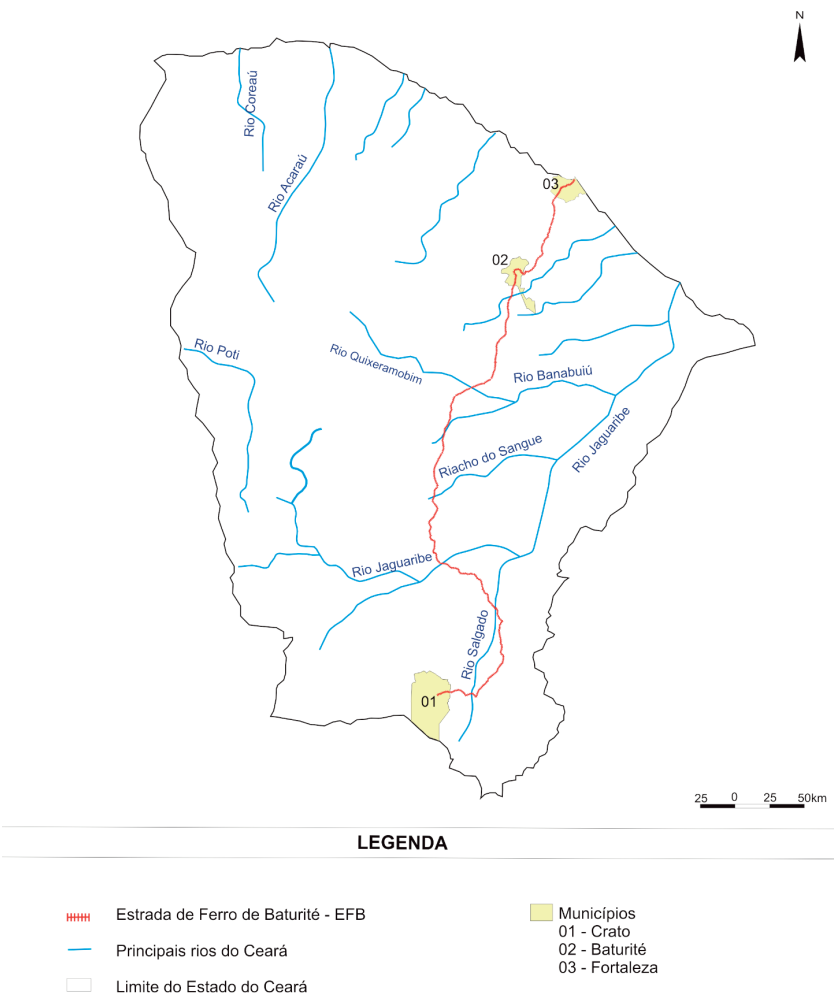 N
Rio Coreaú
Rio Acaraú
03
02
Rio Poti
Rio Quixeramobim
Rio Banabuiú
Rio Jaguaribe
Riacho do Sangue
Rio Jaguaribe
Rio Salgado
01
25 0 25 50km
LEGENDA
Estrada de Ferro de Baturité - EFB
Principais rios do Ceará
Limite do Estado do Ceará
Municípios
01 - Crato
02 - Baturité
03 - Fortaleza